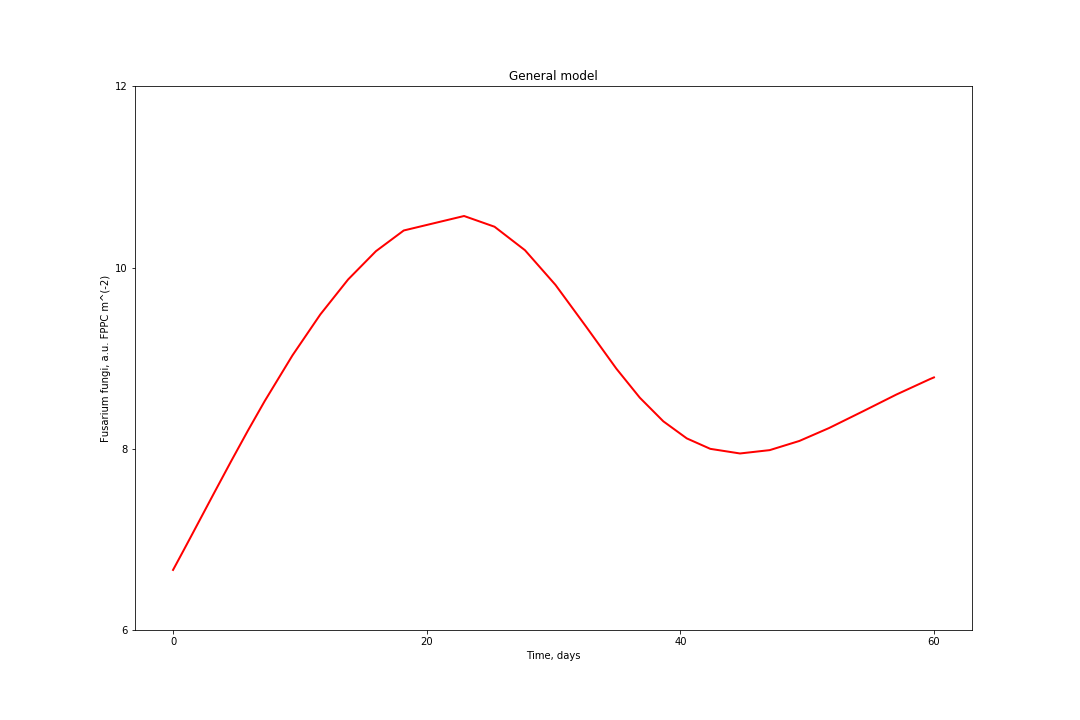 General model
12
10
8
6
Fusarium fungi, a.u. FPPC m^(-2)
0 20 40 60
Time, days